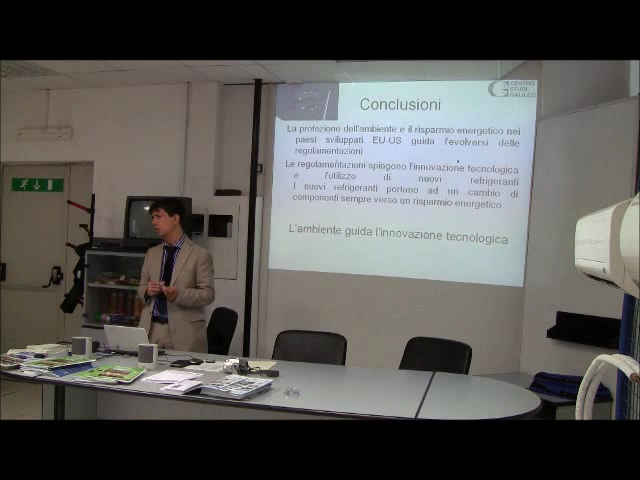 CENTRO
STUDI
GALILEO
Conclusioni
La protezione dell'ambiente e il risparmio energetico nei
paesi sviluppati EU-US guida l'evolversi delle
regolamentazioni
Le regolamentazioni spingono l'innovazione tecnologica
e l'utilizzo di nuovi refrigeranti
I nuovi refrigeranti portano ad un cambio di
componenti sempre verso un risparmio energetico
L'ambiente guida l'innovazione tecnologica